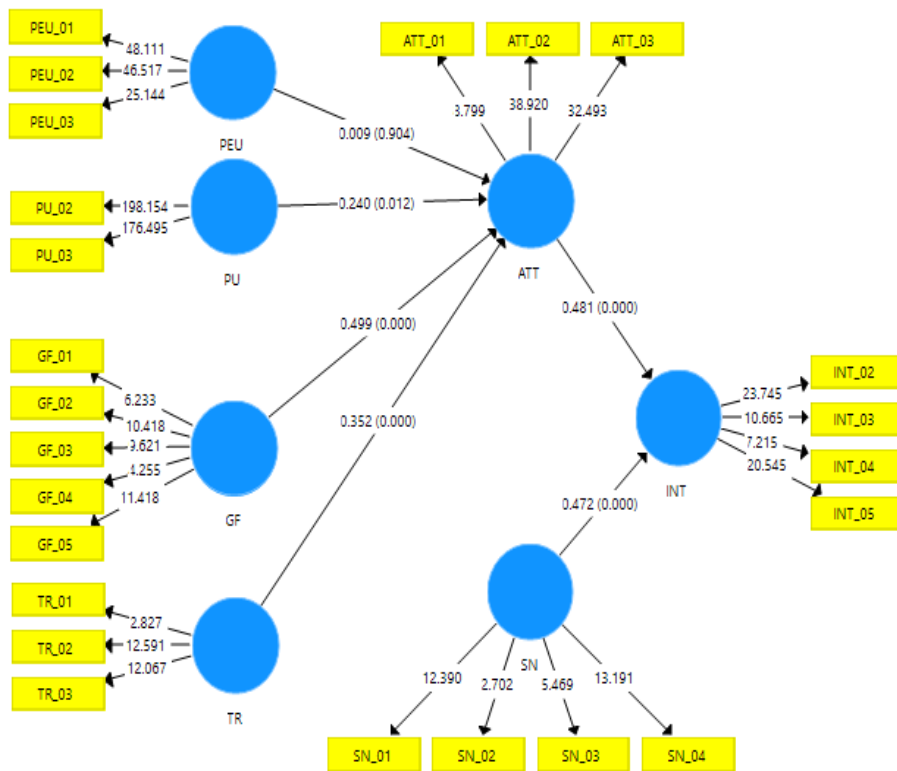 PEU_01
PEU_02
PEU_03
48.111
46.517
25.144
PEU
ATT_01
ATT_02
ATT_03
38.920
32.493
0.009 (0.904)
PU_02
PU_03
198.154
176.495
PU
0.240 (0.012)
ATT
0.499 (0.000)
0.481 (0.000)
GF_01
GF_02
GF_03
GF_04
GF_05
6.233
10.418
4.255
11.418
GF
0.352 (0.000)
INT_02
INT_03
INT_04
INT_05
23.745
10.665
7.215
20.545
INT
0.472 (0.000)
TR_01
TR_02
TR_03
2.827
12.591
12.067
TR
SN
12.390
2.702
5.469
13.191
SN_01
SN_02
SN_03
SN_04